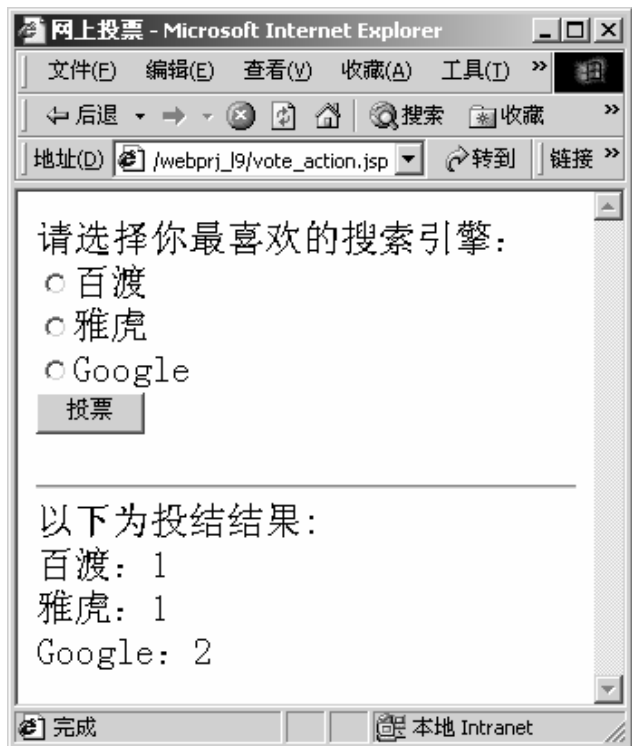 网上投票 - Microsoft Internet Explorer
文件(F) 编辑(E) 查看(V) 收藏(A) 工具(T) »
后退 搜索 收藏 »
地址(D) /webprj_l9/vote_action.jsp 转到 链接 »
请选择你最喜欢的搜索引擎：
百渡
雅虎
Google
投票
以下为投结结果:
百渡：1
雅虎：1
Google：2
完成 本地 Intranet